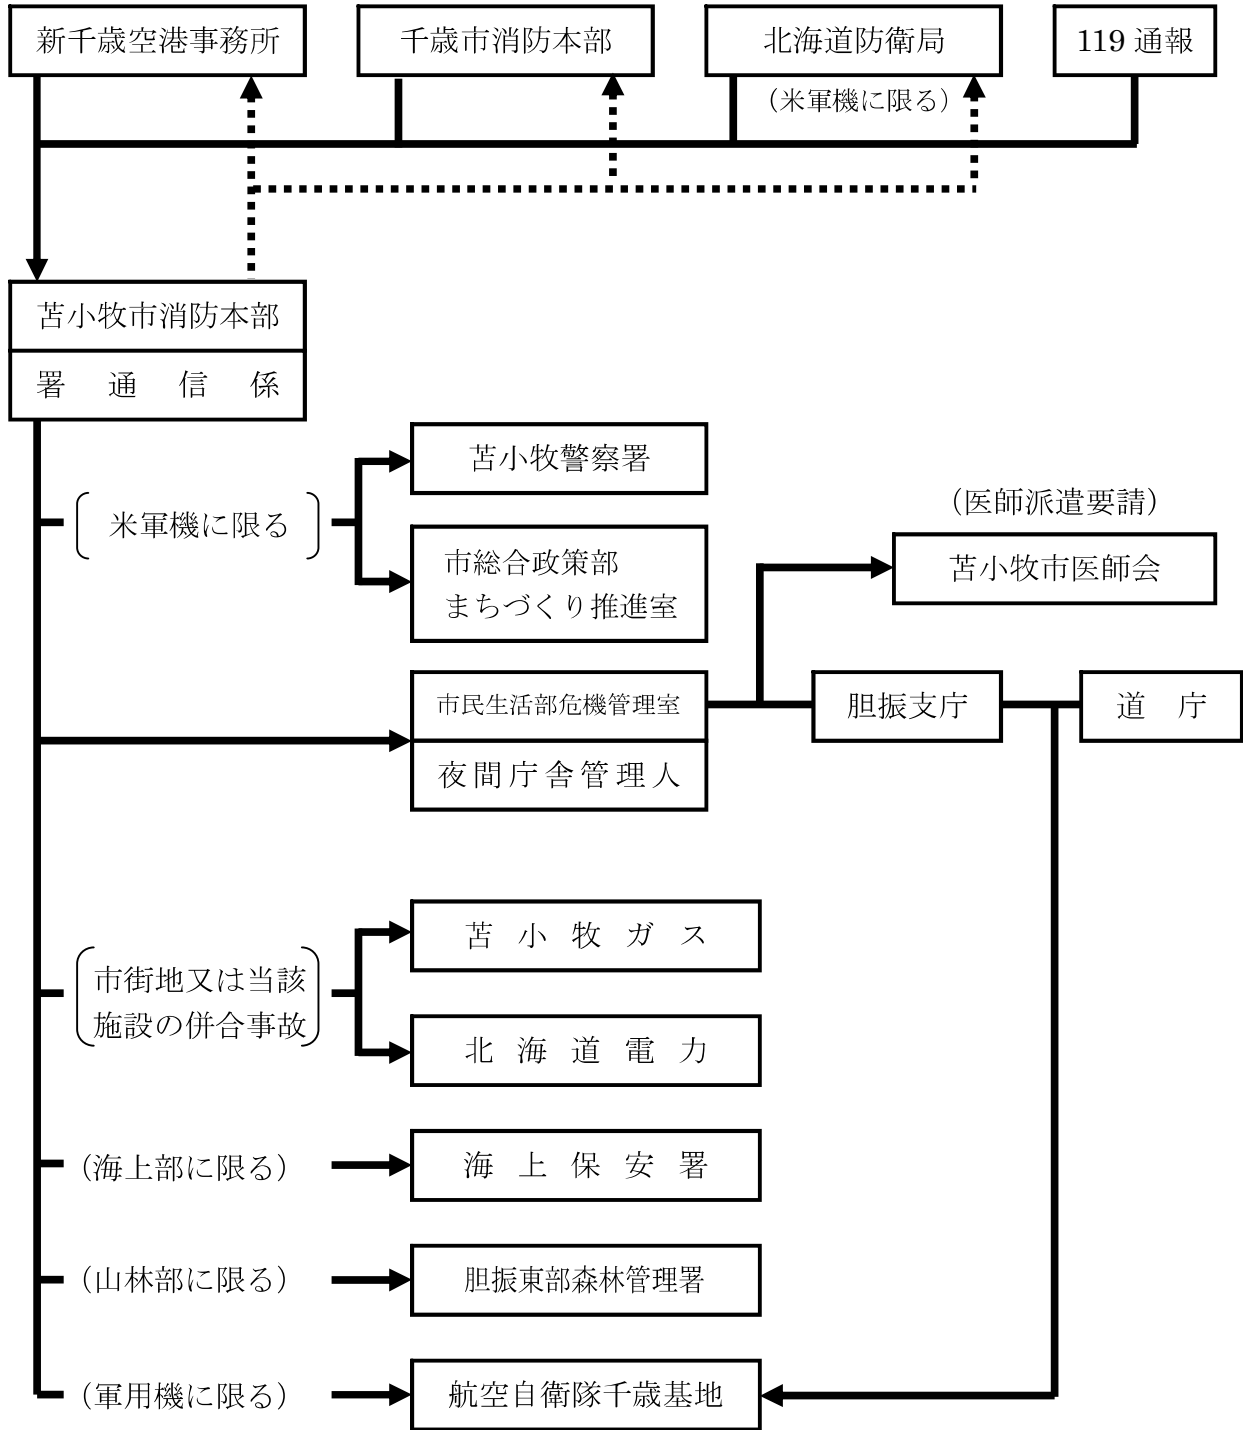 新千歳空港事務所
千歳市消防本部
北海道防衛局
119通報
（米軍機に限る）
苫小牧市消防本部
署通信係
苫小牧警察署
米軍機に限る
市総合政策部
まちづくり推進室
（医師派遣要請）
苫小牧市医師会
市民生活部危機管理室
胆振支庁
道庁
夜間庁舎管理人
苫小牧ガス
市街地又は当該
施設の併合事故
北海道電力
（海上部に限る）
海上保安署
（山林部に限る）
胆振東部森林管理署
（軍用機に限る）
航空自衛隊千歳基地